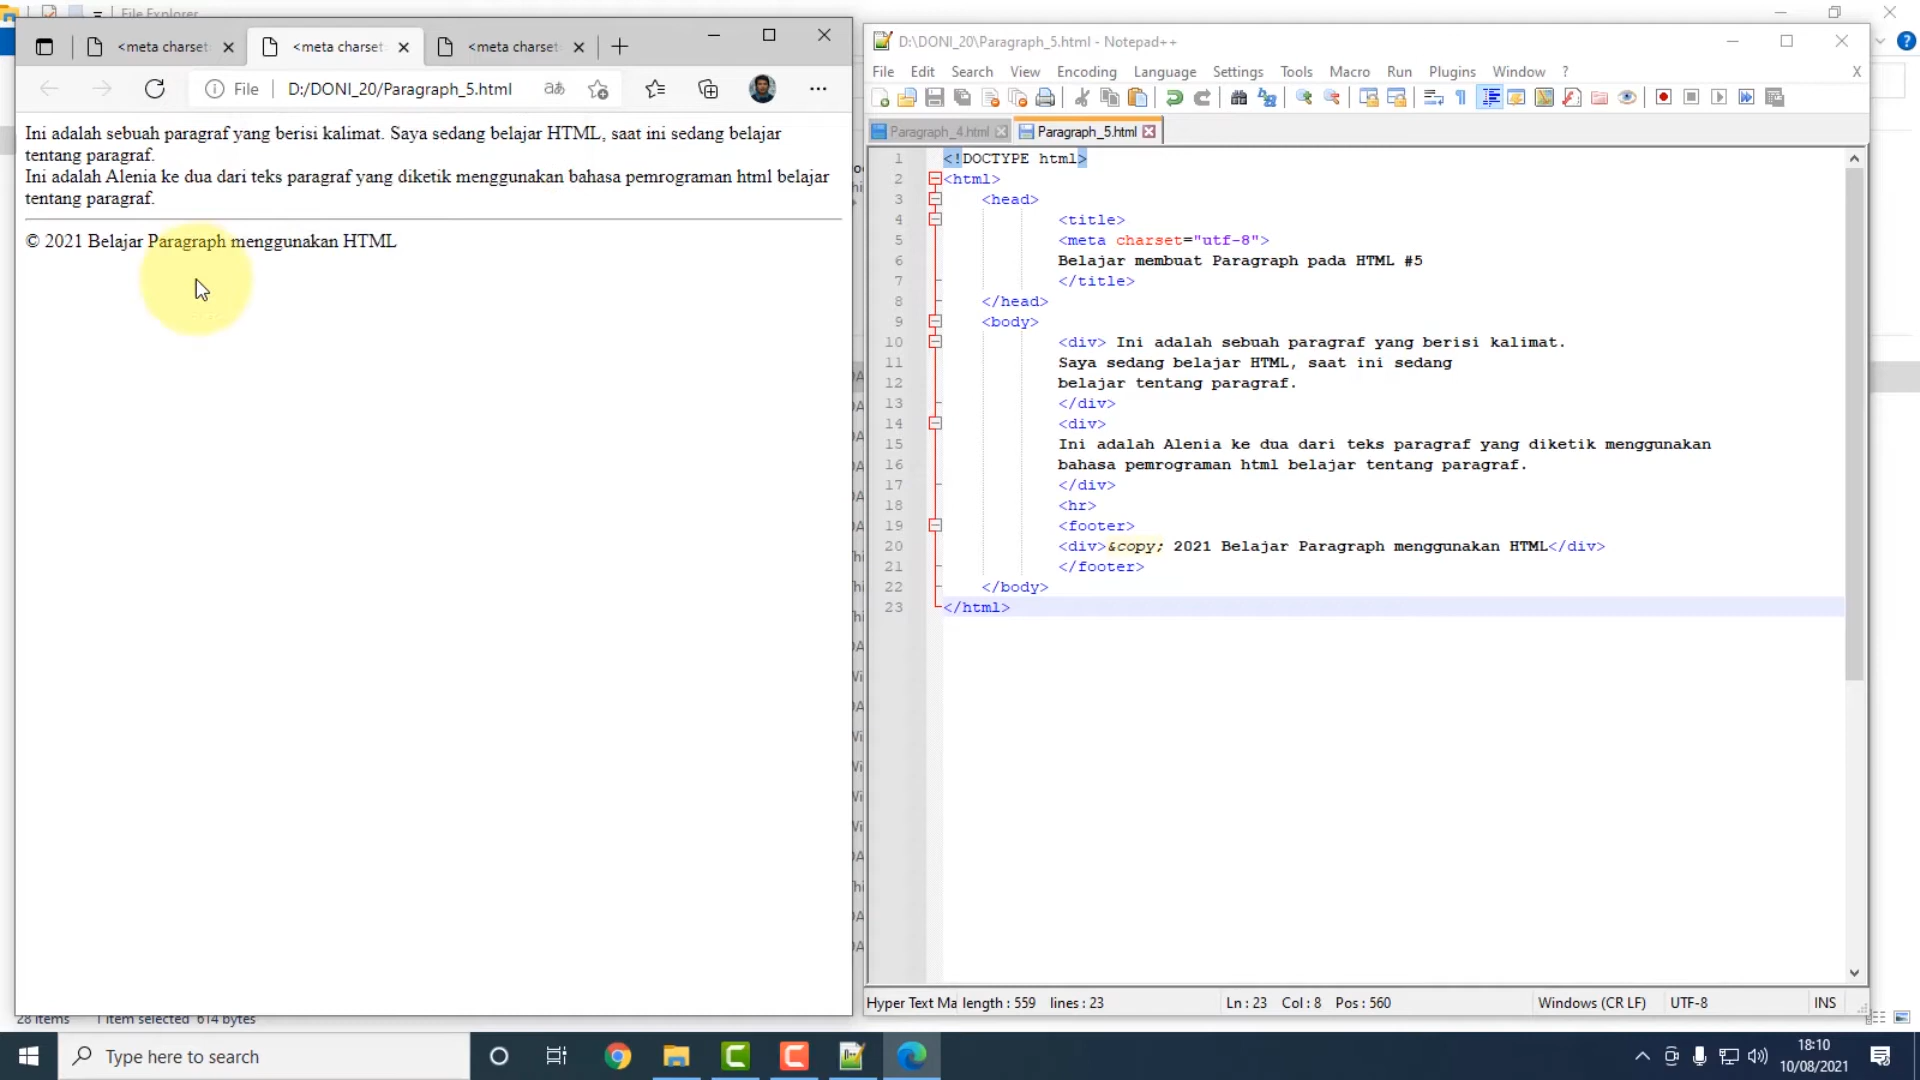 File Explorer
<meta charset
<meta charset
<meta charset
File
D:/DONI_20/Paragraph_5.html
Ini adalah sebuah paragraf yang berisi kalimat. Saya sedang belajar HTML, saat ini sedang belajar
tentang paragraf.
Ini adalah Alenia ke dua dari teks paragraf yang diketik menggunakan bahasa pemrograman html belajar
tentang paragraf.
© 2021 Belajar Paragraph menggunakan HTML
28 items 1 item selected 614 bytes
D:\DONI_20\Paragraph_5.html - Notepad++
File Edit Search View Encoding Language Settings Tools Macro Run Plugins Window ? X
Paragraph_4.html Paragraph_5.html
1 <!DOCTYPE html>
2 <html>
3 <head>
4 <title>
5 <meta charset="utf-8">
6 Belajar membuat Paragraph pada HTML #5
7 </title>
8 </head>
9 <body>
10 <div> Ini adalah sebuah paragraf yang berisi kalimat.
11 Saya sedang belajar HTML, saat ini sedang
12 belajar tentang paragraf.
13 </div>
14 <div>
15 Ini adalah Alenia ke dua dari teks paragraf yang diketik menggunakan
16 bahasa pemrograman html belajar tentang paragraf.
17 </div>
18 <hr>
19 <footer>
20 <div>&copy; 2021 Belajar Paragraph menggunakan HTML</div>
21 </footer>
22 </body>
23 </html>
Hyper Text Ma length : 559 lines : 23 Ln : 23 Col : 8 Pos : 560 Windows (CR LF) UTF-8 INS
Type here to search
18:10
10/08/2021